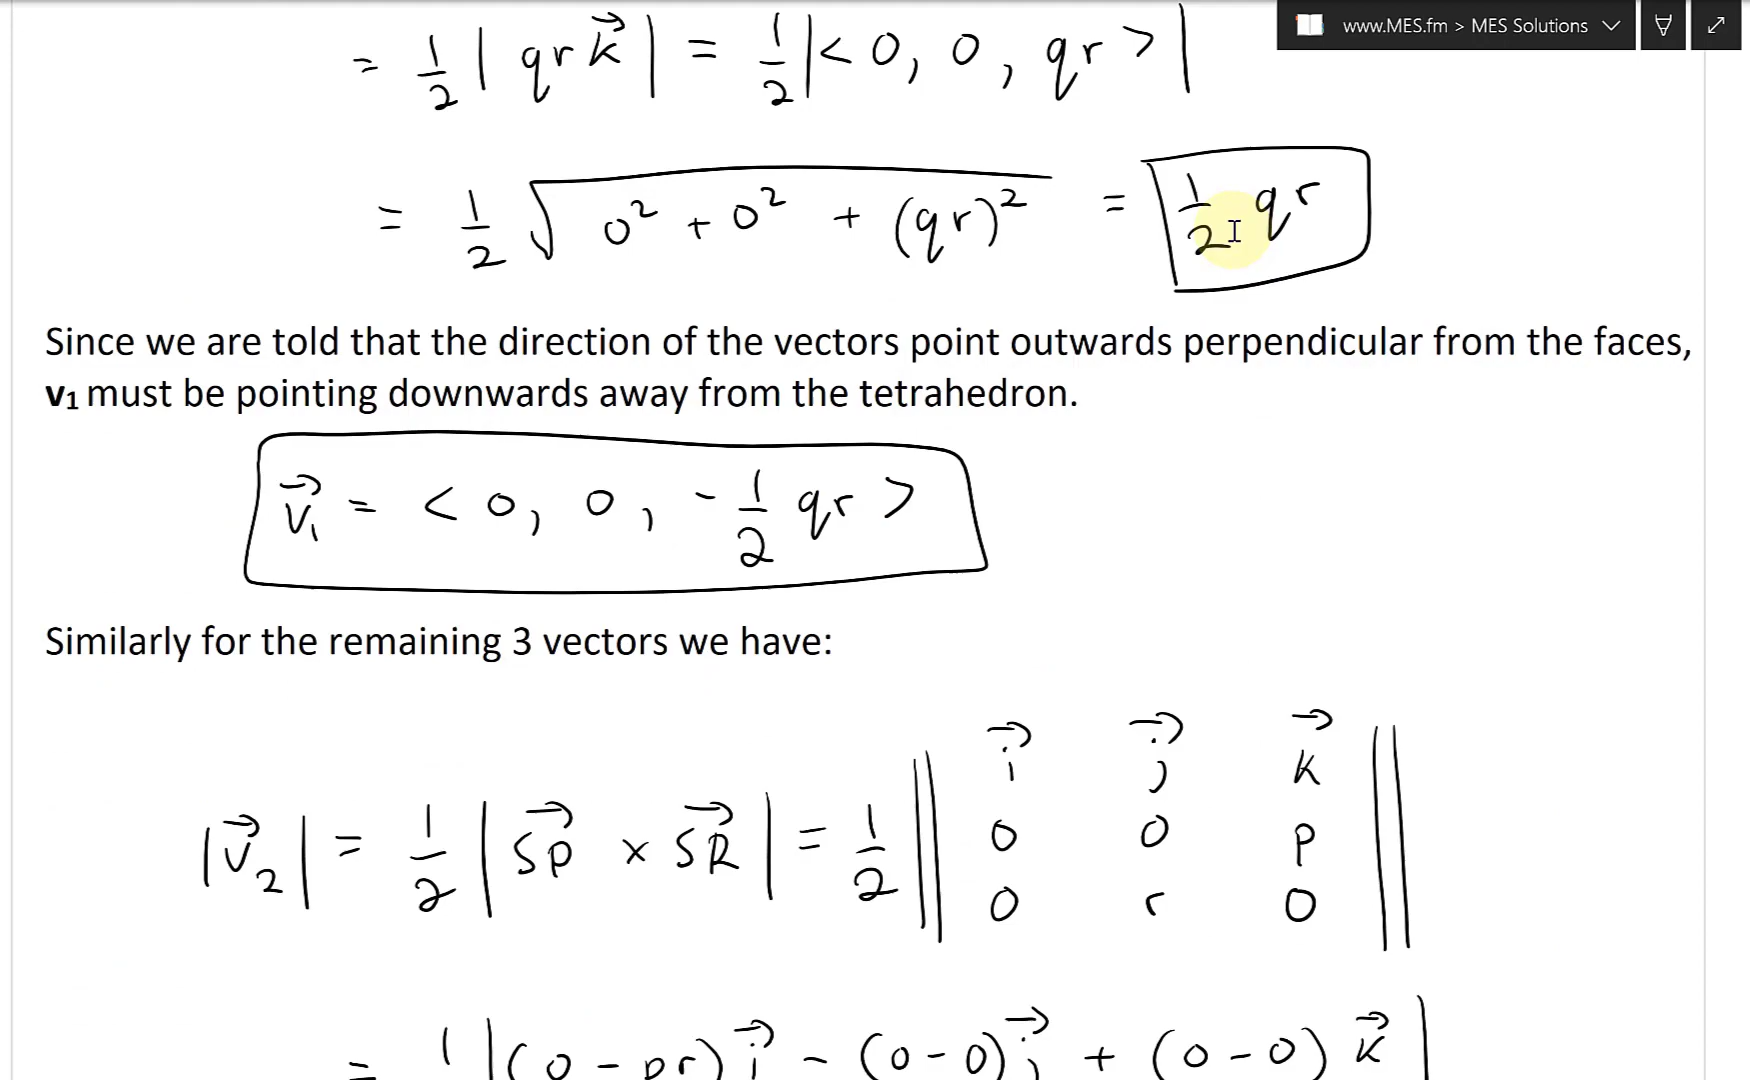 www.MES.fm > MES Solutions
= 1/2 | qr k⃗ | = 1/2 |< 0, 0, qr >|
= 1/2 √(0² + 0² + (qr)²) = 1/2 qr
Since we are told that the direction of the vectors point outwards perpendicular from the faces,
v₁ must be pointing downwards away from the tetrahedron.
v⃗₁ = < 0, 0, -1/2 qr >
Similarly for the remaining 3 vectors we have:
i⃗ j⃗ k⃗
|v⃗₂| = 1/2 | SP⃗ × SR⃗ | = 1/2 || 0 0 p ||
0 r 0
= 1 |(0 - pr) i⃗ - (0 - 0) j⃗ + (0 - 0) k⃗ |